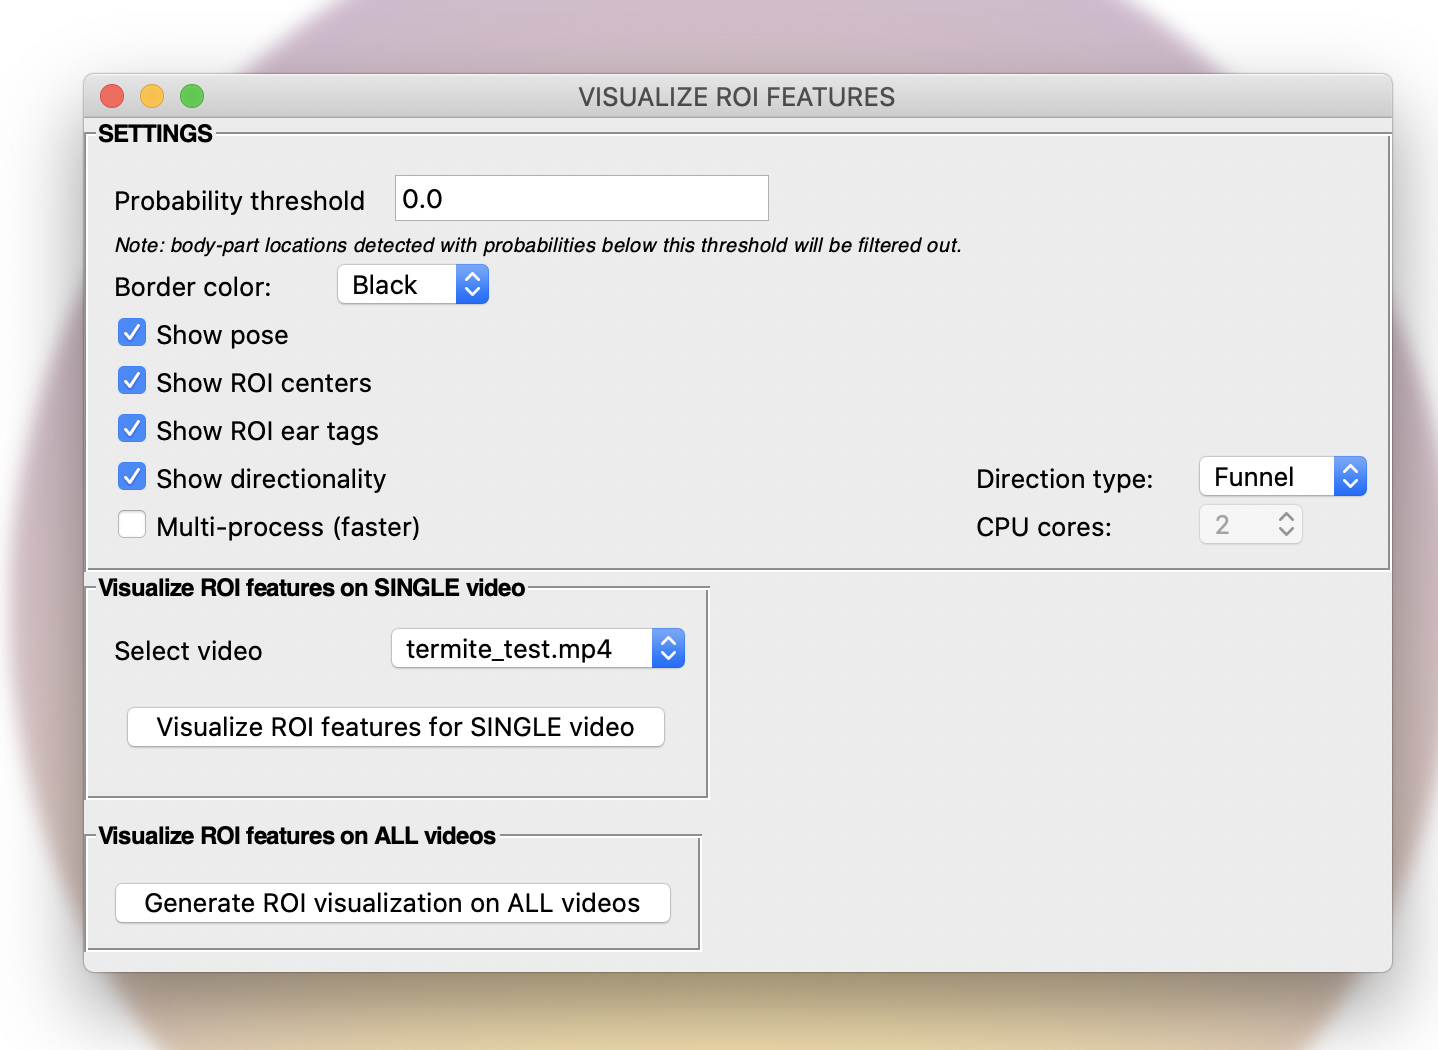 VISUALIZE ROI FEATURES
SETTINGS
Probability threshold 0.0
Note: body-part locations detected with probabilities below this threshold will be filtered out.
Border color: Black
Show pose
Show ROI centers
Show ROI ear tags
Show directionality Direction type: Funnel
Multi-process (faster) CPU cores: 2
Visualize ROI features on SINGLE video
Select video termite_test.mp4
Visualize ROI features for SINGLE video
Visualize ROI features on ALL videos
Generate ROI visualization on ALL videos